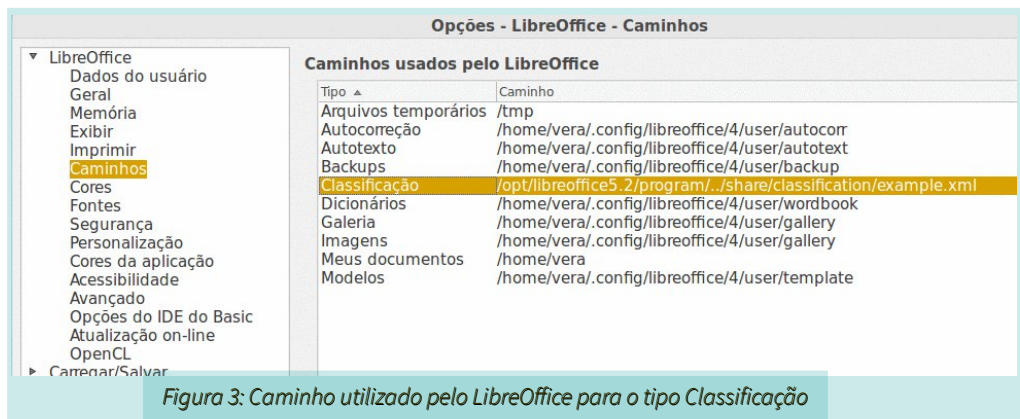 Opções - LibreOffice - Caminhos
LibreOffice
Dados do usuário
Geral
Memória
Exibir
Imprimir
Caminhos
Cores
Fontes
Segurança
Personalização
Cores da aplicação
Acessibilidade
Avançado
Opções do IDE do Basic
Atualização on-line
OpenCL
Carregar/Salvar
Caminhos usados pelo LibreOffice
Tipo Caminho
Arquivos temporários /tmp
Autocorreção /home/vera/.config/libreoffice/4/user/autocorr
Autotexto /home/vera/.config/libreoffice/4/user/autotext
Backups /home/vera/.config/libreoffice/4/user/backup
Classificação /opt/libreoffice5.2/program/../share/classification/example.xml
Dicionários /home/vera/.config/libreoffice/4/user/wordbook
Galeria /home/vera/.config/libreoffice/4/user/gallery
Imagens /home/vera/.config/libreoffice/4/user/gallery
Meus documentos /home/vera
Modelos /home/vera/.config/libreoffice/4/user/template
Figura 3: Caminho utilizado pelo LibreOffice para o tipo Classificação